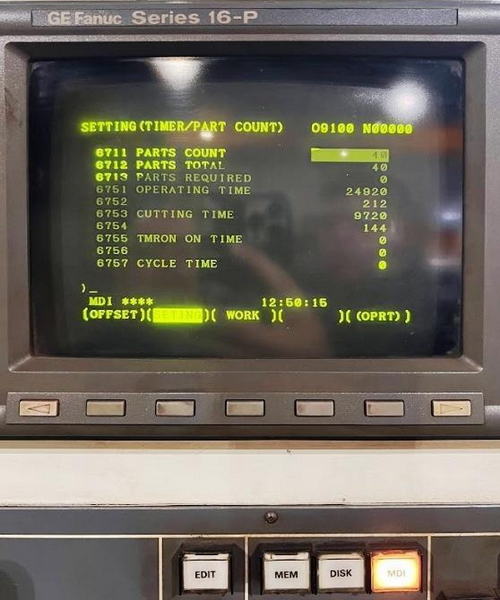 GE Fanuc Series 16-P
SETTING(TIMER/PART COUNT) O9100 N00000
6711 PARTS COUNT 40
6712 PARTS TOTAL 40
6713 PARTS REQUIRED 0
6751 OPERATING TIME 24920
6752 212
6753 CUTTING TIME 9720
6754 144
6755 TMRON ON TIME 0
6756 0
6757 CYCLE TIME 0
)_
MDI **** 12:50:15
[OFFSET][SETING][ WORK ][ ][(OPRT)]
EDIT MEM DISK MDI